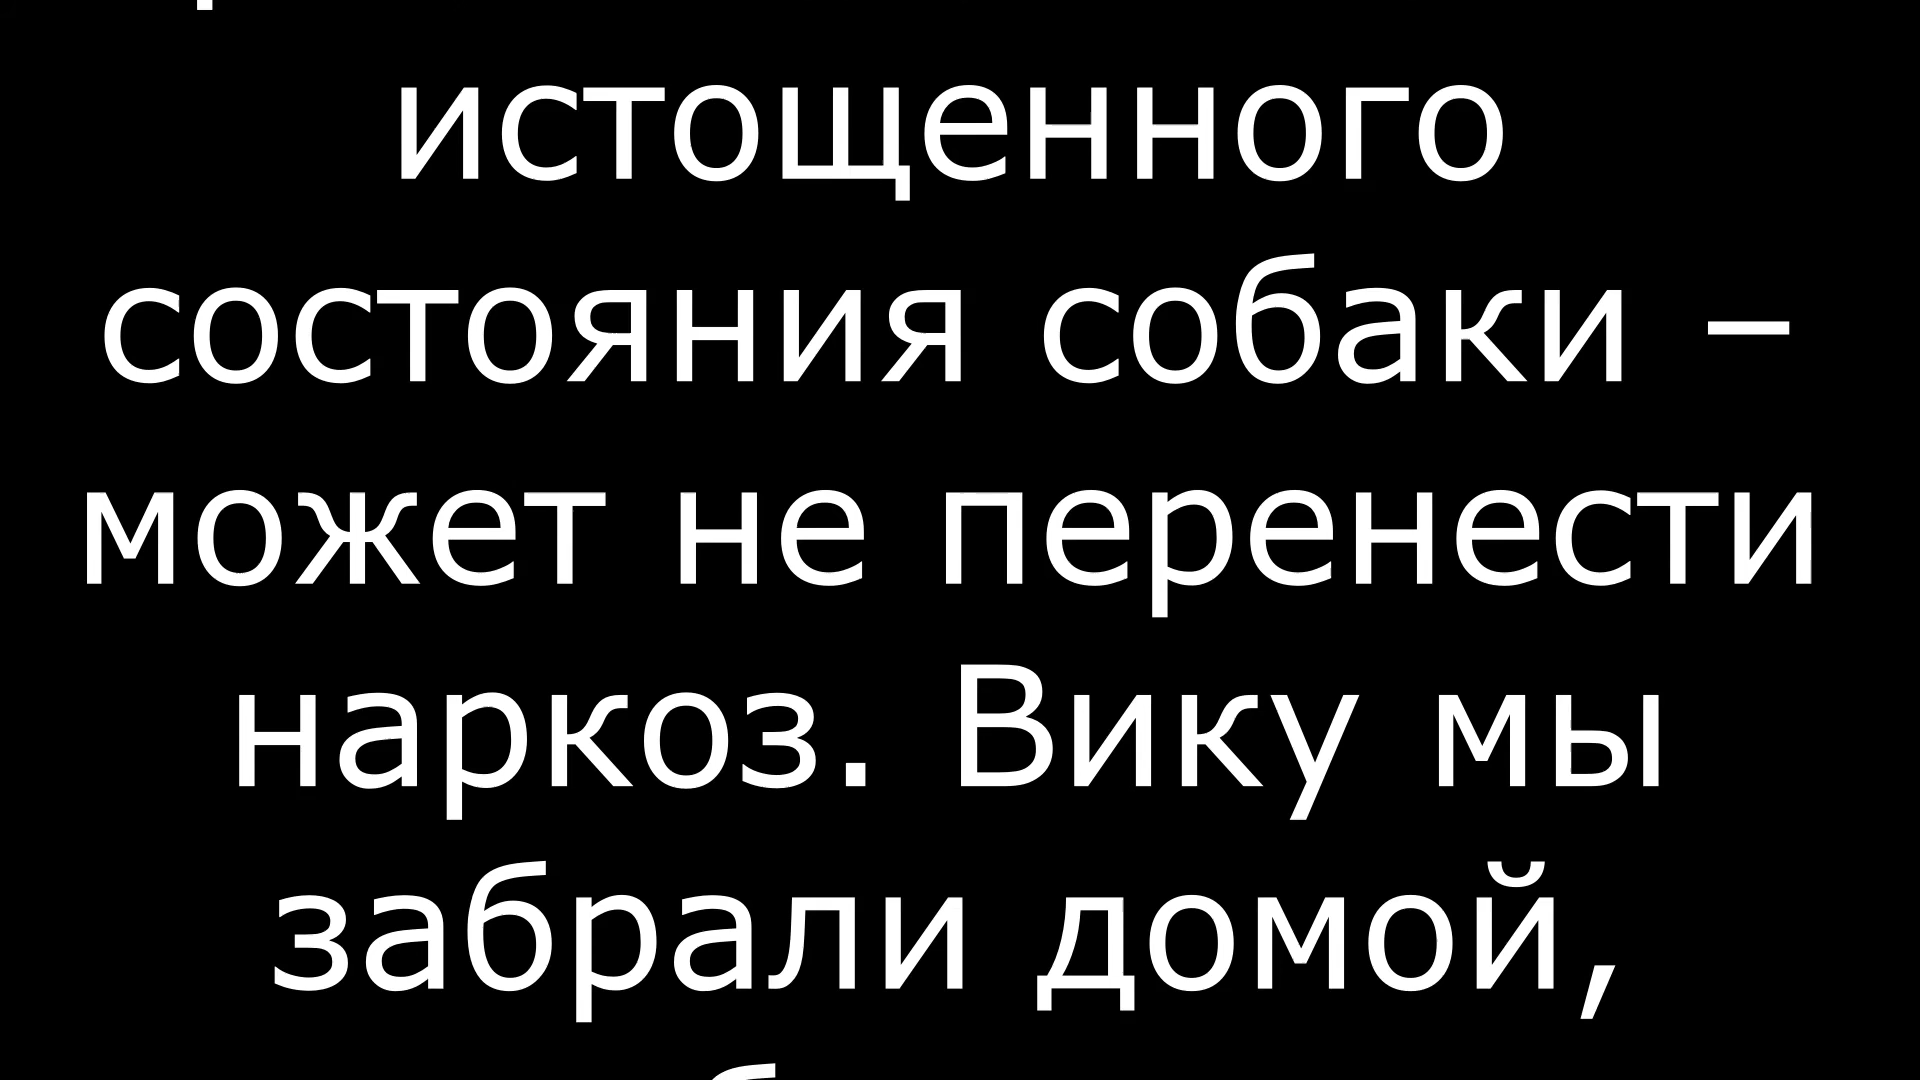 истощенного
состояния собаки –
может не перенести
наркоз. Вику мы
забрали домой,